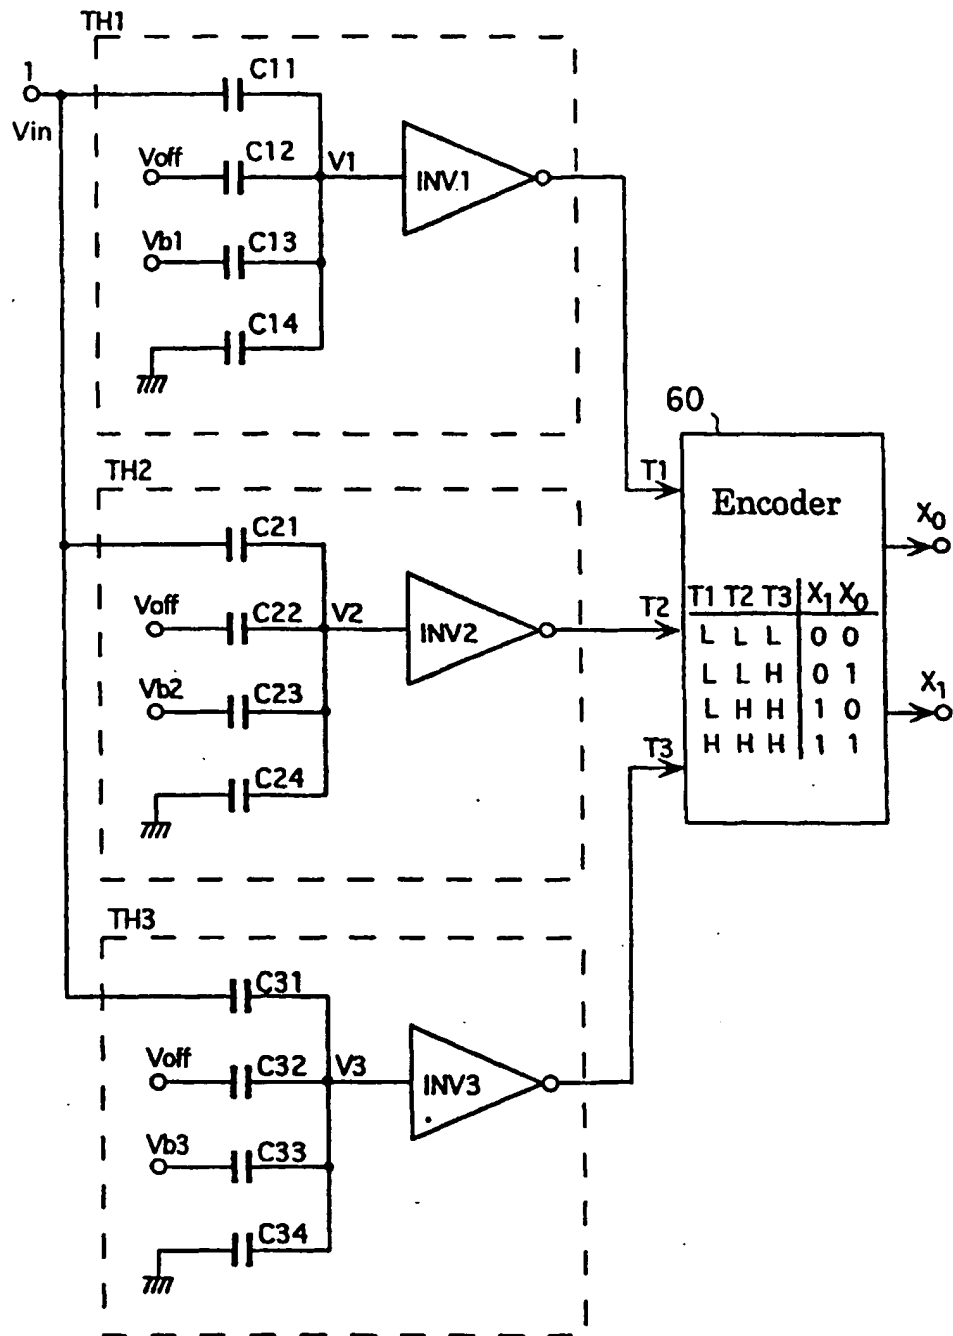 TH1
1
Vin
C11
Voff
C12
V1
INV.1
Vb1
C13
C14
TH2
C21
Voff
C22
V2
INV2
Vb2
C23
C24
TH3
C31
Voff
C32
V3
INV3
Vb3
C33
C34
60
T1
T2
T3
Encoder
T1 T2 T3 X1 X0
L L L 0 0
L L H 0 1
L H H 1 0
H H H 1 1
X0
X1